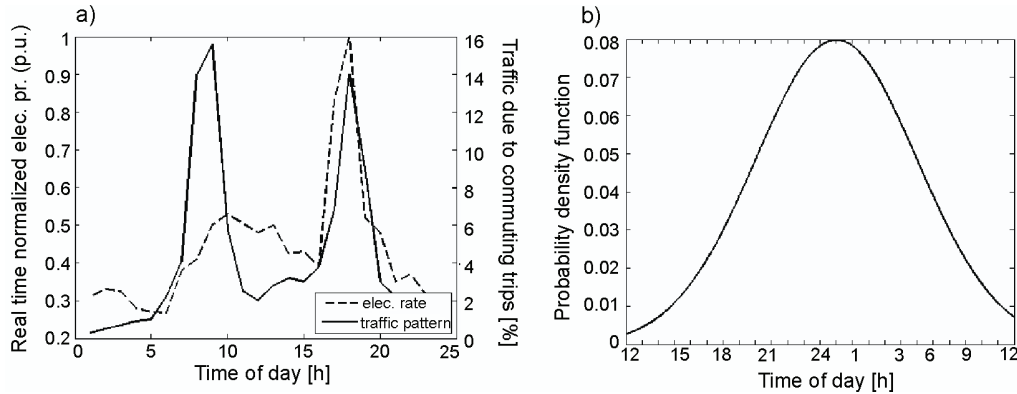 a)
Real time normalized elec. pr. (p.u.)
1
0.9
0.8
0.7
0.6
0.5
0.4
0.3
0.2
16
14
12
10
8
6
4
2
0
Traffic due to commuting trips [%]
elec. rate
traffic pattern
0 5 10 15 20 25
Time of day [h]
b)
Probability density function
0.08
0.07
0.06
0.05
0.04
0.03
0.02
0.01
0
12 15 18 21 24 1 3 6 9 12
Time of day [h]